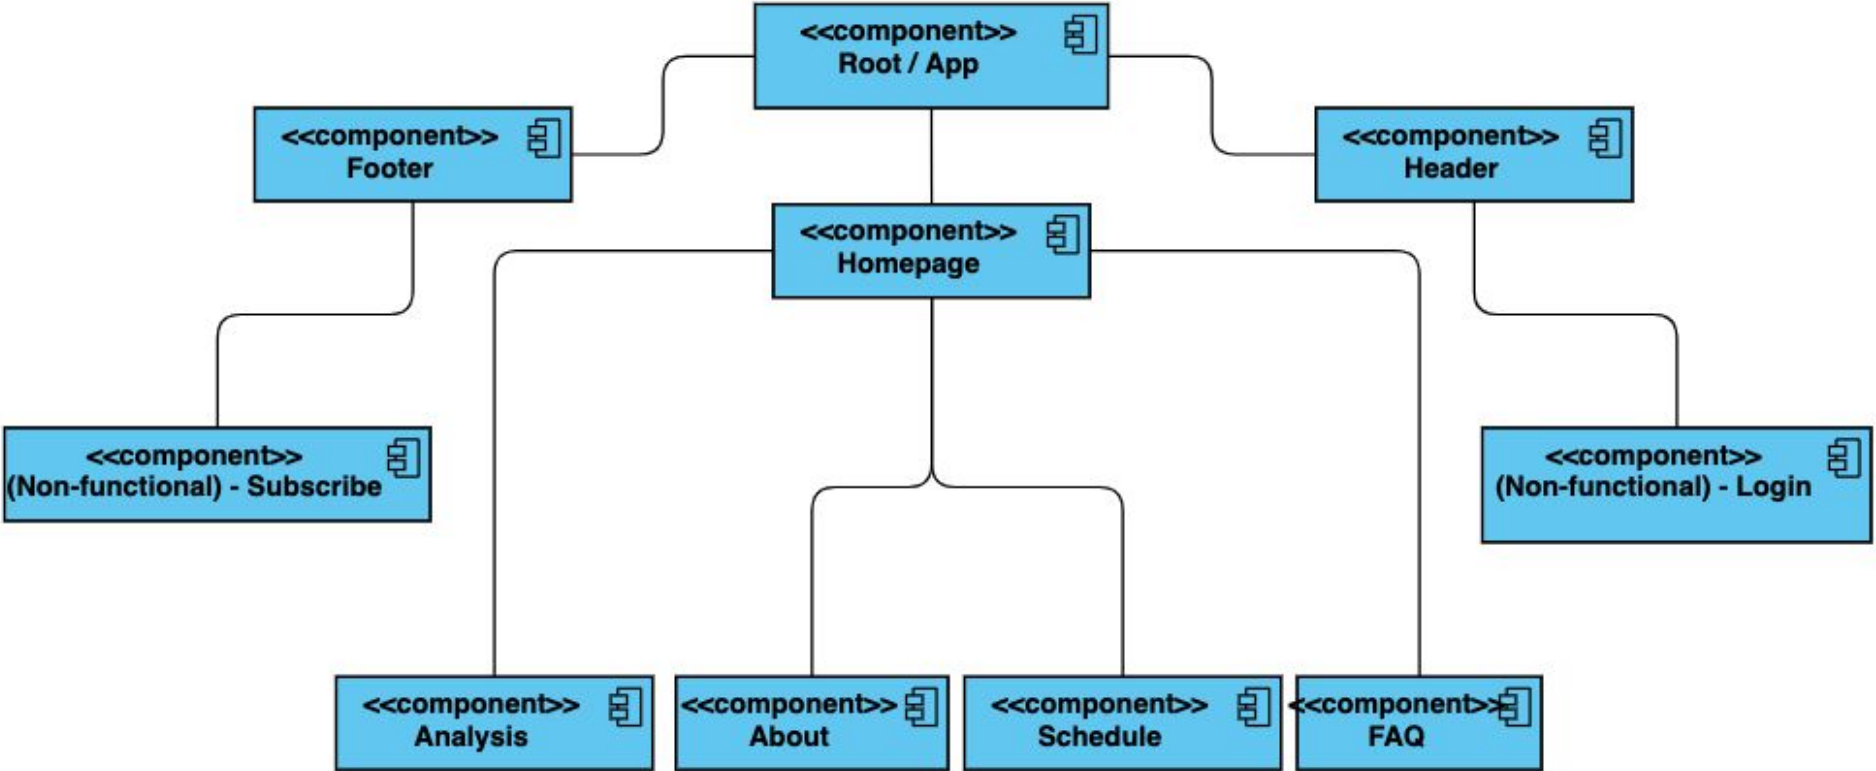 <<component>>
Root / App
<<component>>
Footer
<<component>>
Header
<<component>>
Homepage
<<component>>
(Non-functional) - Subscribe
<<component>>
(Non-functional) - Login
<<component>>
Analysis
<<component>>
About
<<component>>
Schedule
<<component>>
FAQ